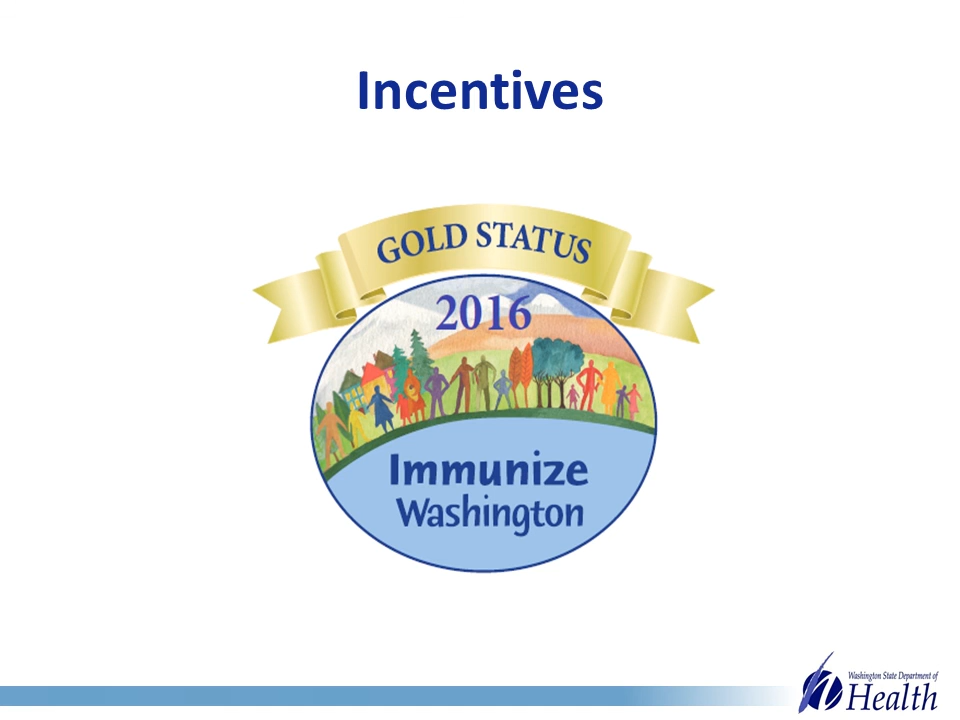 Incentives
GOLD STATUS
2016
Immunize
Washington
Washington State Department of
Health